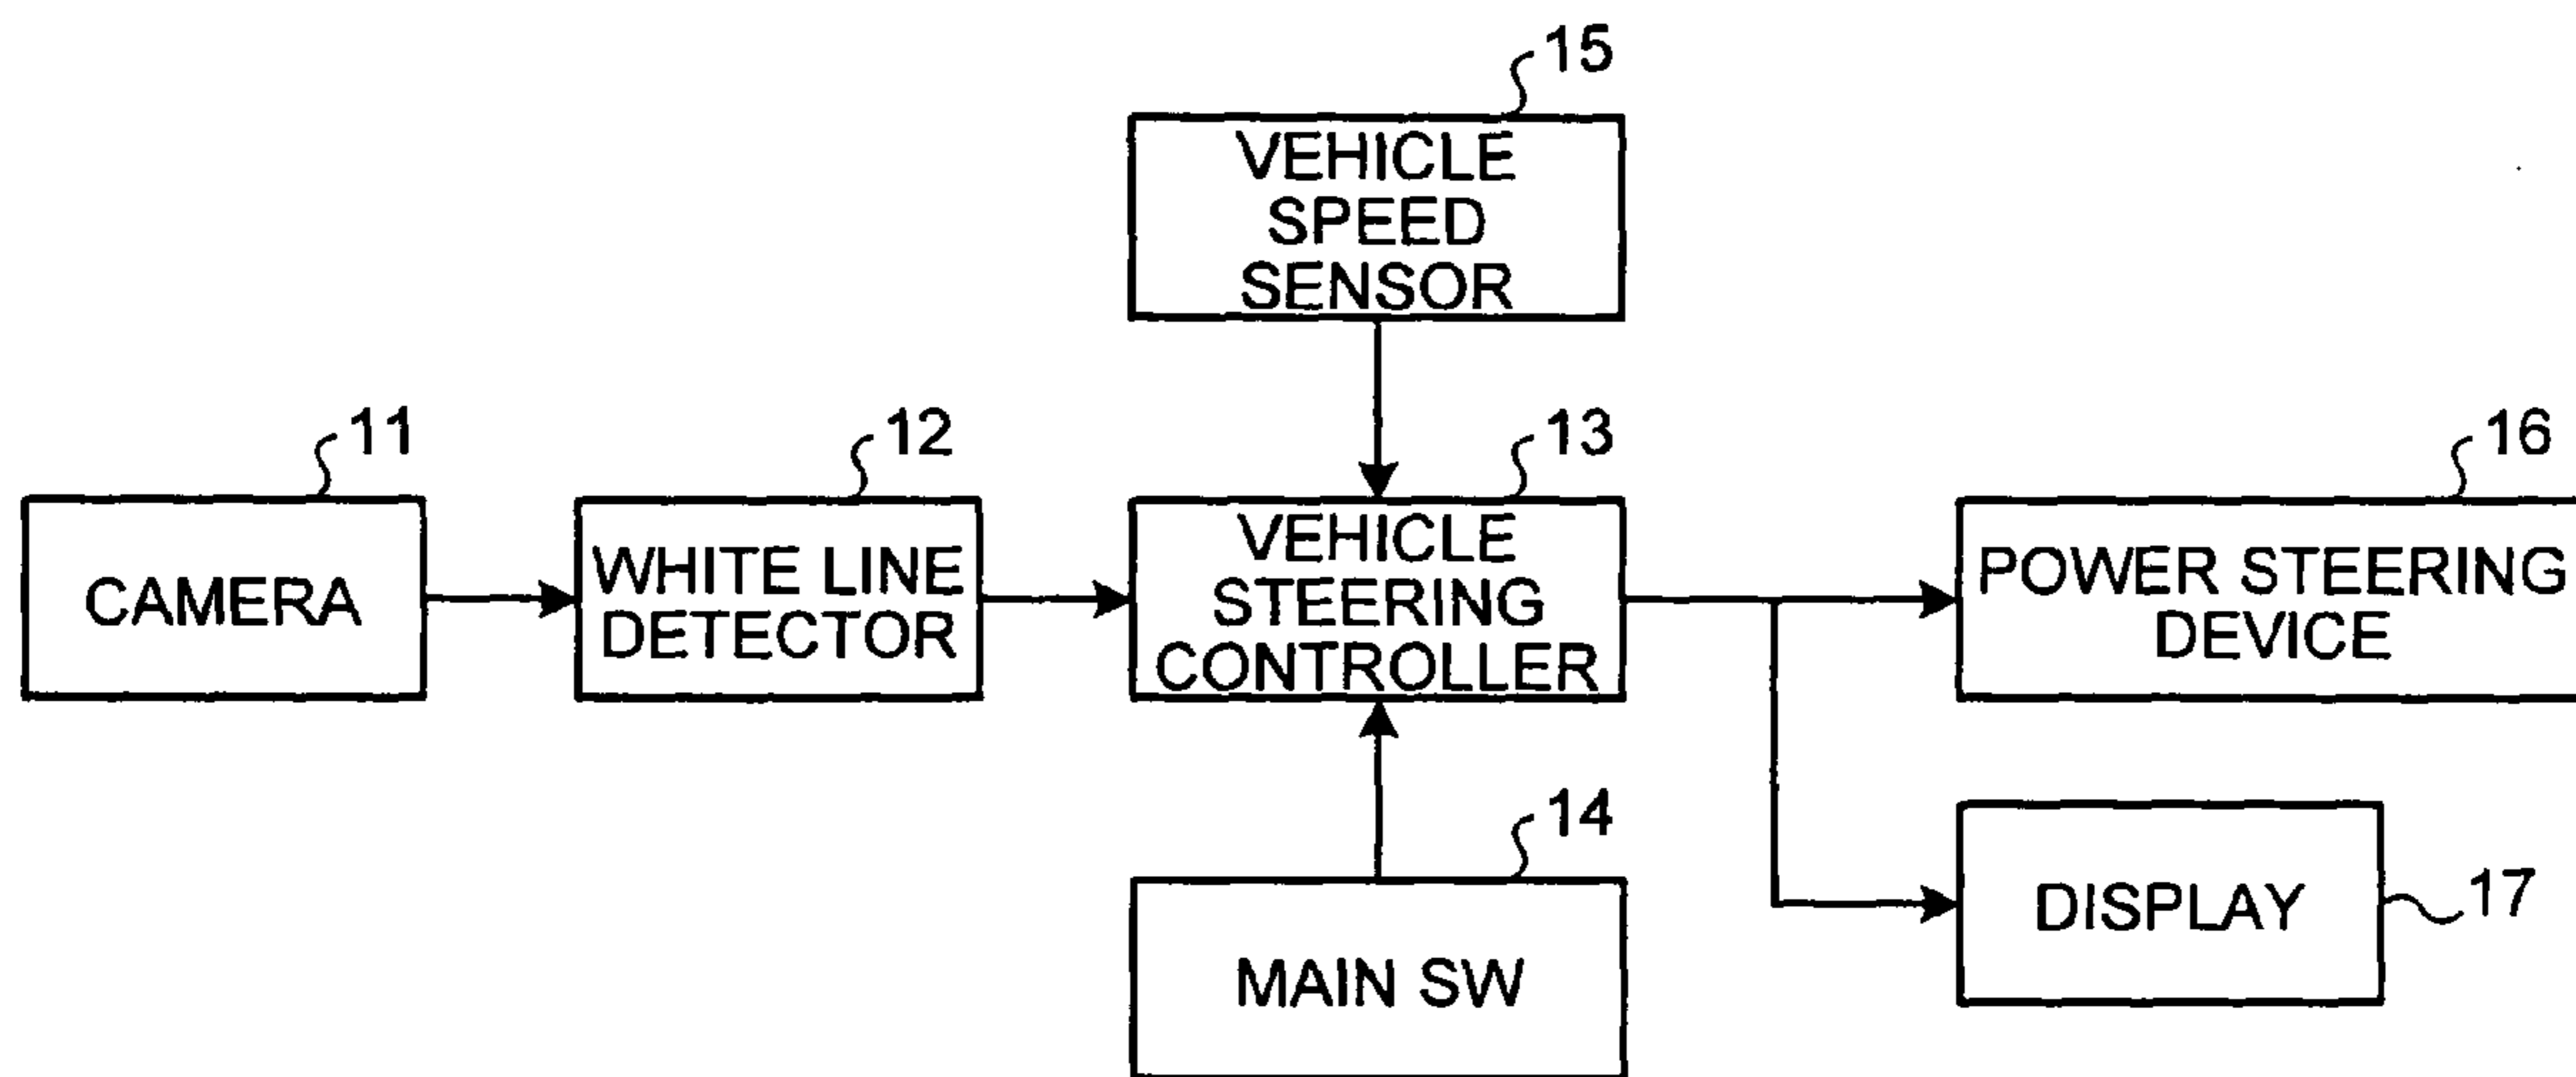 15
VEHICLE
SPEED
SENSOR
11
12
13
16
CAMERA
WHITE LINE
DETECTOR
VEHICLE
STEERING
CONTROLLER
POWER STEERING
DEVICE
14
MAIN SW
DISPLAY
17